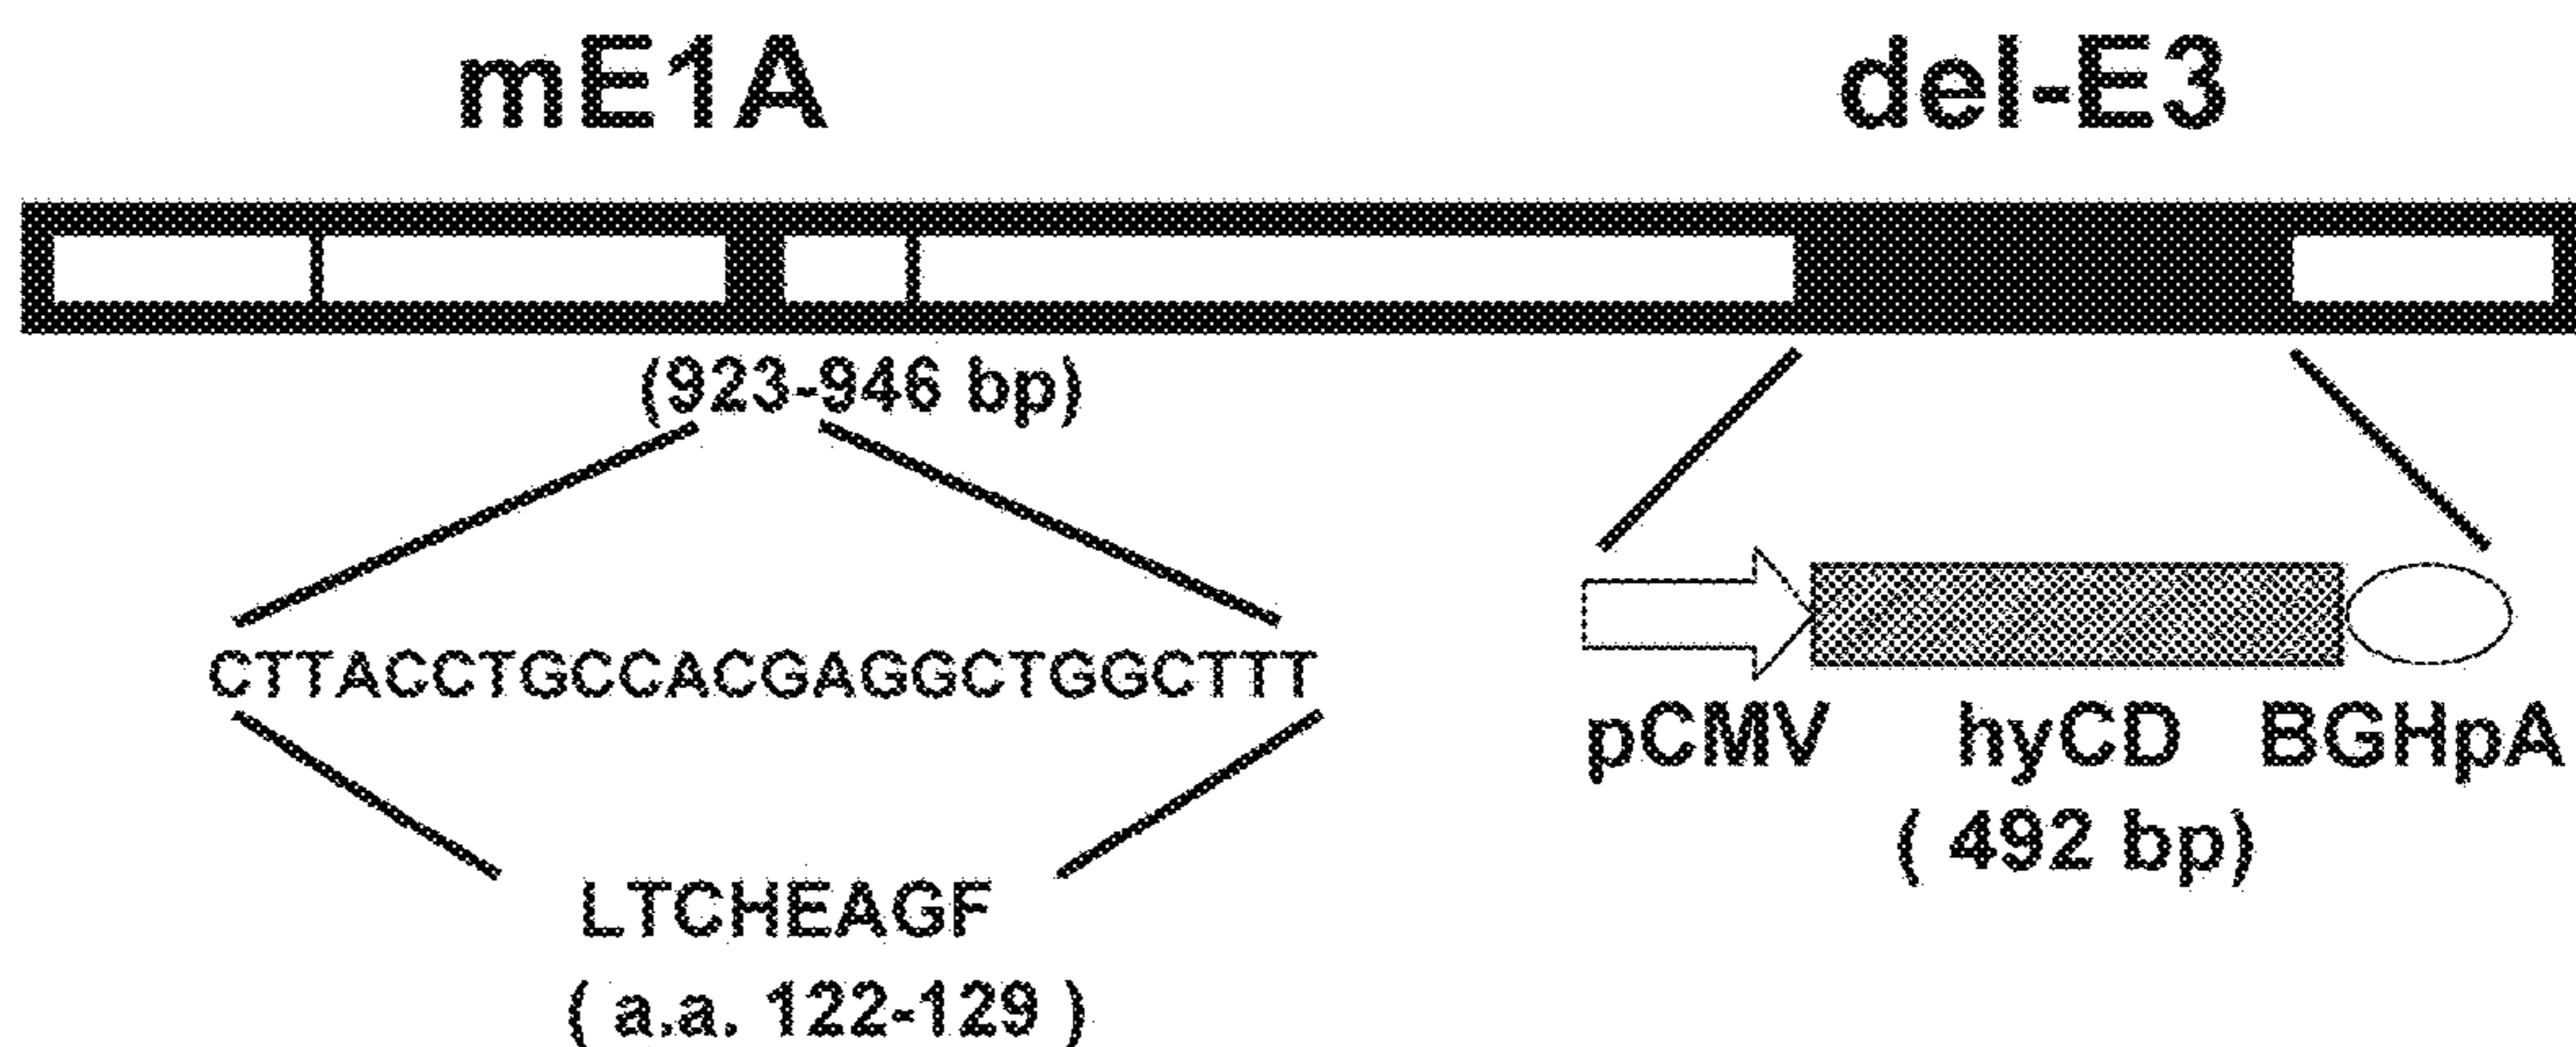 mE1A
del-E3
(923-946 bp)
CTTACCTGCCACGAGGCTGGCTTT
LTCHEAGF
( a.a. 122-129 )
pCMV hyCD BGHpA
( 492 bp)